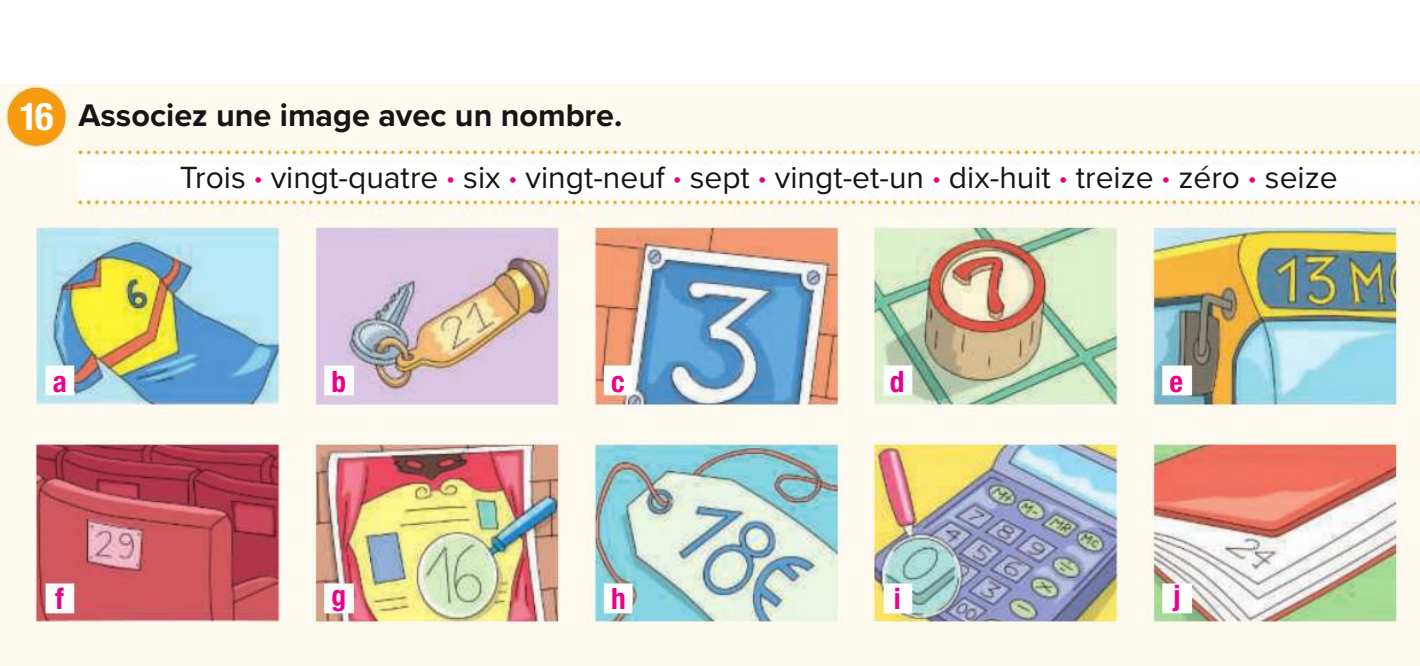 16 Associez une image avec un nombre.
Trois • vingt-quatre • six • vingt-neuf • sept • vingt-et-un • dix-huit • treize • zéro • seize
6
a
21
b
3
c
7
d
13 M
e
29
f
16
g
18€
h
M+ M- MR MC
7 8 9 ÷
4 5 6 ×
0 3 -
00
i
24
j